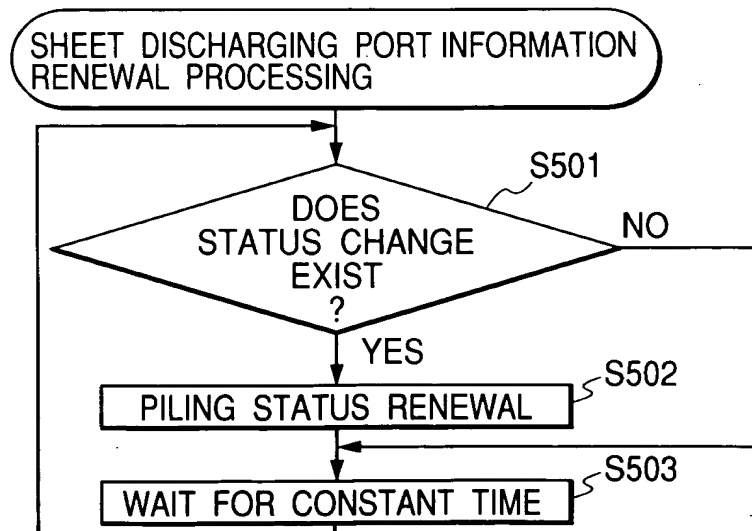 SHEET DISCHARGING PORT INFORMATION
RENEWAL PROCESSING
S501
DOES
STATUS CHANGE
EXIST
?
NO
YES
S502
PILING STATUS RENEWAL
S503
WAIT FOR CONSTANT TIME